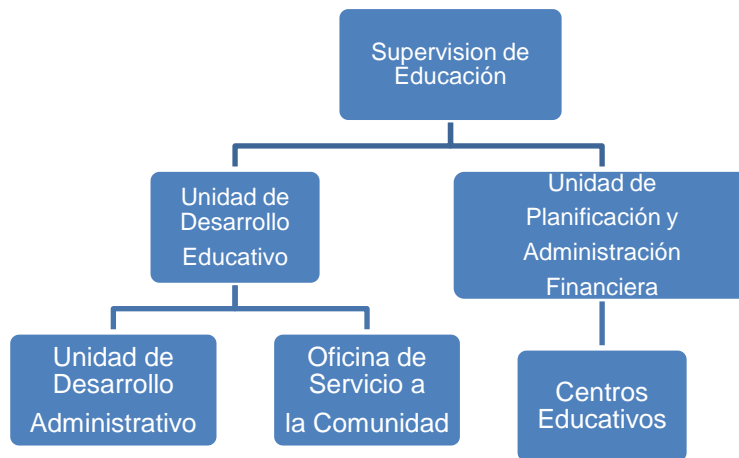 Supervision de
Educación
Unidad de
Desarrollo
Educativo
Unidad de
Planificación y
Administración
Financiera
Unidad de
Desarrollo
Administrativo
Oficina de
Servicio a
la Comunidad
Centros
Educativos